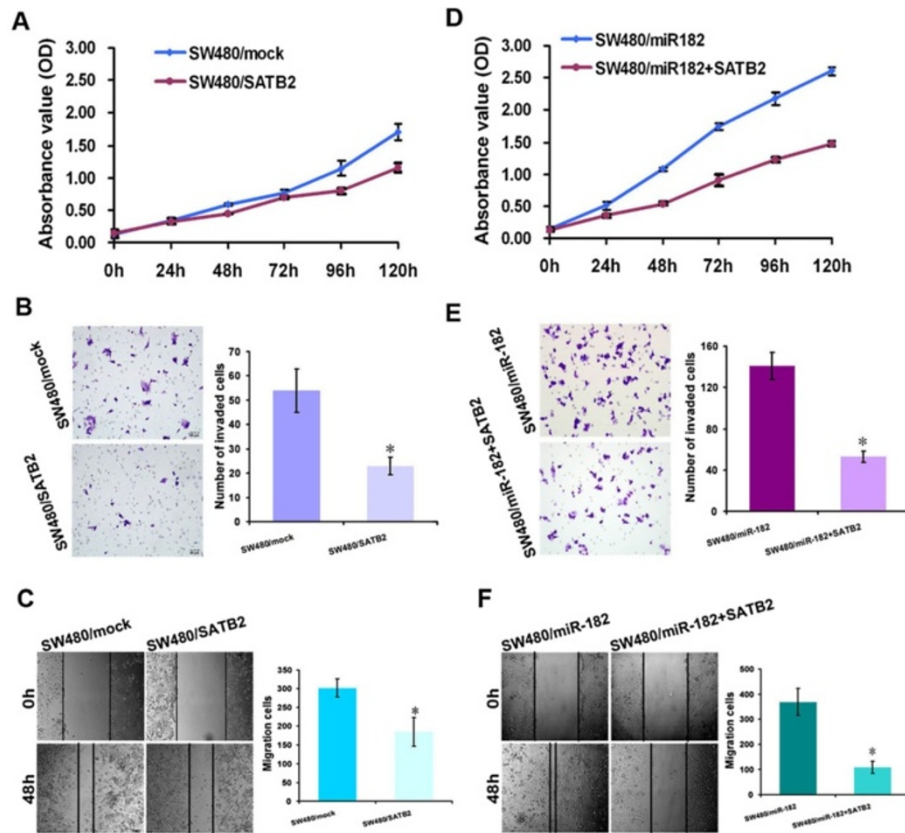 A
SW480/mock
SW480/SATB2
Absorbance value (OD)
3.00
2.50
2.00
1.50
1.00
0.50
0.00
0h 24h 48h 72h 96h 120h
D
SW480/miR182
SW480/miR182+SATB2
Absorbance value (OD)
3.00
2.50
2.00
1.50
1.00
0.50
0.00
0h 24h 48h 72h 96h 120h
B
SW480/mock
SW480/SATB2
Number of invaded cells
70
60
50
40
30
20
10
0
*
SW480/mock
SW480/SATB2
E
SW480/miR-182
SW480/miR-182+SATB2
Number of invaded cells
160
120
80
40
0
*
SW480/miR-182
SW480/miR-182+SATB2
C
SW480/mock
SW480/SATB2
0h
48h
Migration cells
350
300
250
200
150
100
50
0
*
SW480/mock
SW480/SATB2
F
SW480/miR-182
SW480/miR-182+SATB2
0h
48h
Migration cells
500
400
300
200
100
0
*
SW480/miR-182
SW480/miR-182+SATB2